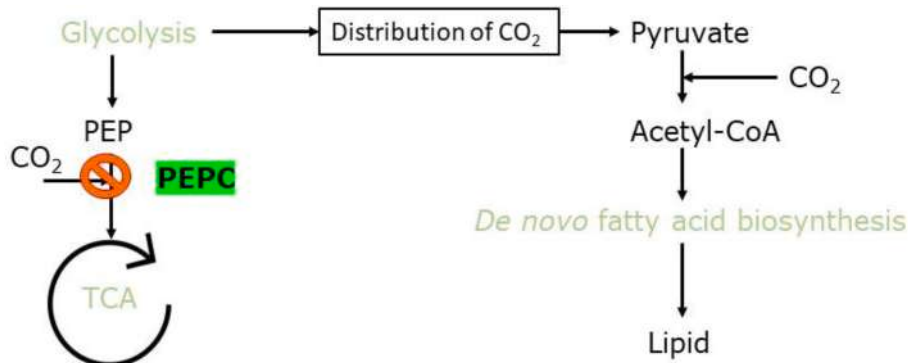 Glycolysis
Distribution of CO₂
Pyruvate
CO₂
PEP
Acetyl-CoA
CO₂
PEPC
De novo fatty acid biosynthesis
TCA
Lipid